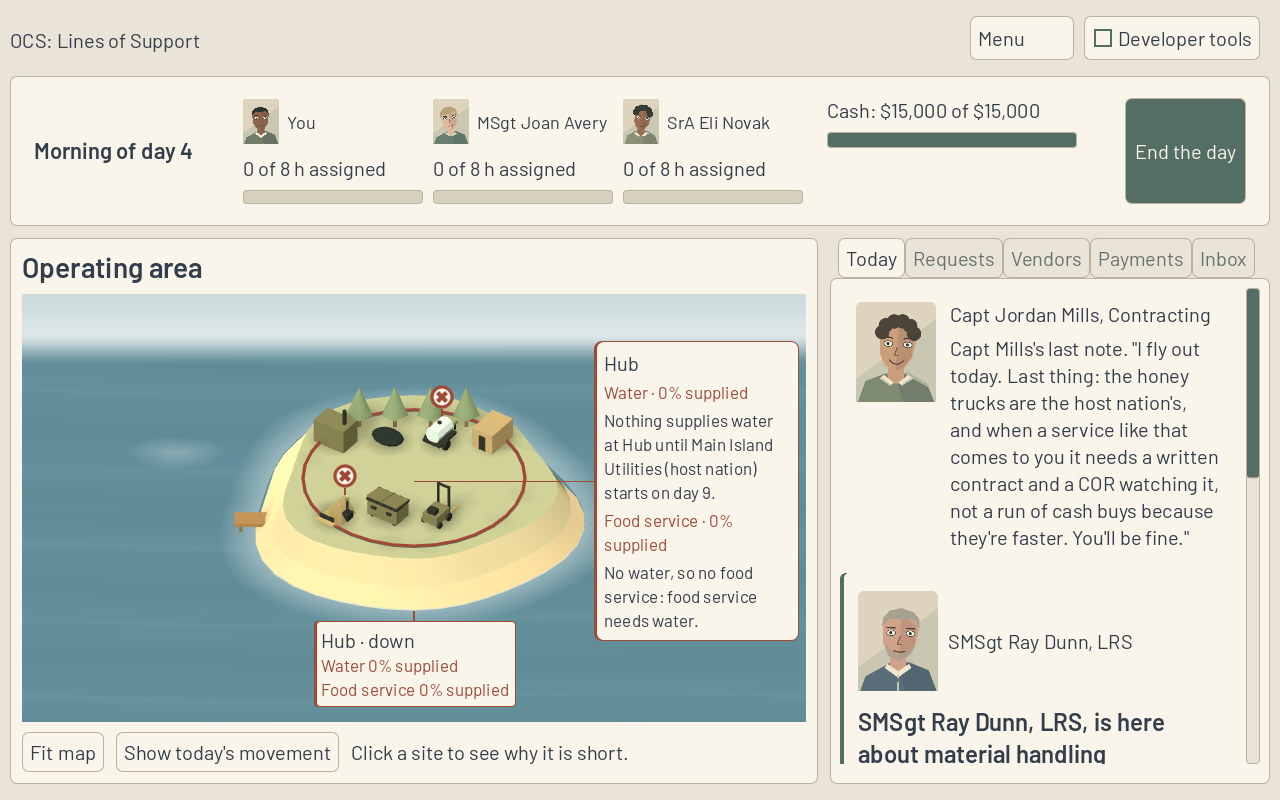 OCS: Lines of Support
Menu
Developer tools
Morning of day 4
You
0 of 8 h assigned
MSgt Joan Avery
0 of 8 h assigned
SrA Eli Novak
0 of 8 h assigned
Cash: $15,000 of $15,000
End the day
Operating area
Hub
Water · 0% supplied
Nothing supplies water
at Hub until Main Island
Utilities (host nation)
starts on day 9.
Food service · 0%
supplied
No water, so no food
service: food service
needs water.
Hub · down
Water 0% supplied
Food service 0% supplied
Fit map
Show today's movement
Click a site to see why it is short.
Today
Requests
Vendors
Payments
Inbox
Capt Jordan Mills, Contracting
Capt Mills's last note. "I fly out
today. Last thing: the honey
trucks are the host nation's,
and when a service like that
comes to you it needs a written
contract and a COR watching it,
not a run of cash buys because
they're faster. You'll be fine."
SMSgt Ray Dunn, LRS
SMSgt Ray Dunn, LRS, is here
about material handling